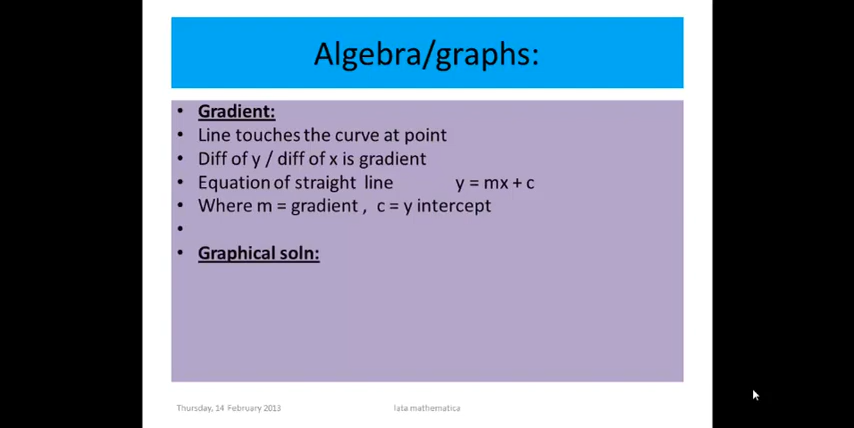 Algebra/graphs:
• Gradient:
• Line touches the curve at point
• Diff of y / diff of x is gradient
• Equation of straight line y = mx + c
• Where m = gradient , c = y intercept
•
• Graphical soln:
Thursday, 14 February 2013 lata mathematica